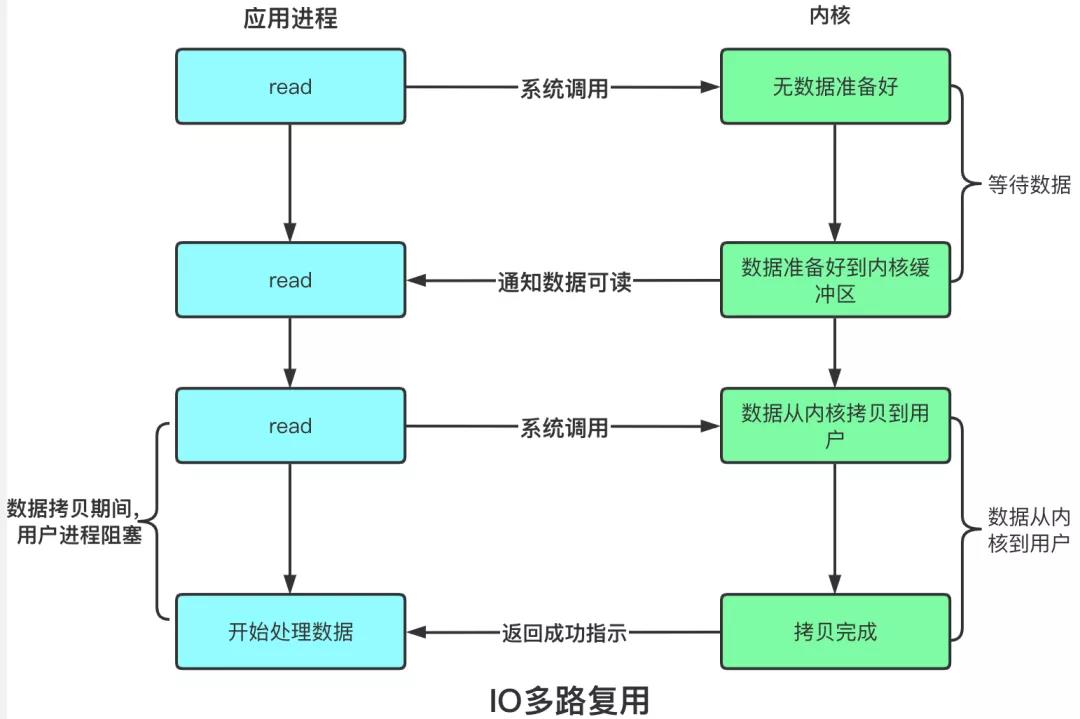 应用进程
内核
read
系统调用
无数据准备好
等待数据
read
通知数据可读
数据准备好到内核缓
冲区
read
系统调用
数据从内核拷贝到用
户
数据拷贝期间,
用户进程阻塞
数据从内
核到用户
开始处理数据
返回成功指示
拷贝完成
IO多路复用